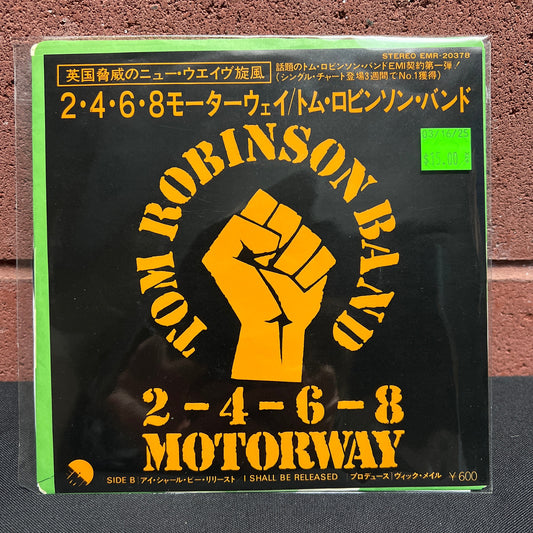 STEREO EMR-20378
英国脅威のニュー・ウエイヴ旋風
話題のトム・ロビンソン・バンドEMI契約第一弾!
(シングル・チャート登場3週間でNo.1獲得)
2・4・6・8モーターウェイ/トム・ロビンソン・バンド
03/16/25
$15.00
TOM ROBINSON BAND
2-4-6-8
MOTORWAY
SIDE B アイ・シャール・ビー・リリースト I SHALL BE RELEASED プロデュース ヴィック・メイル ¥600